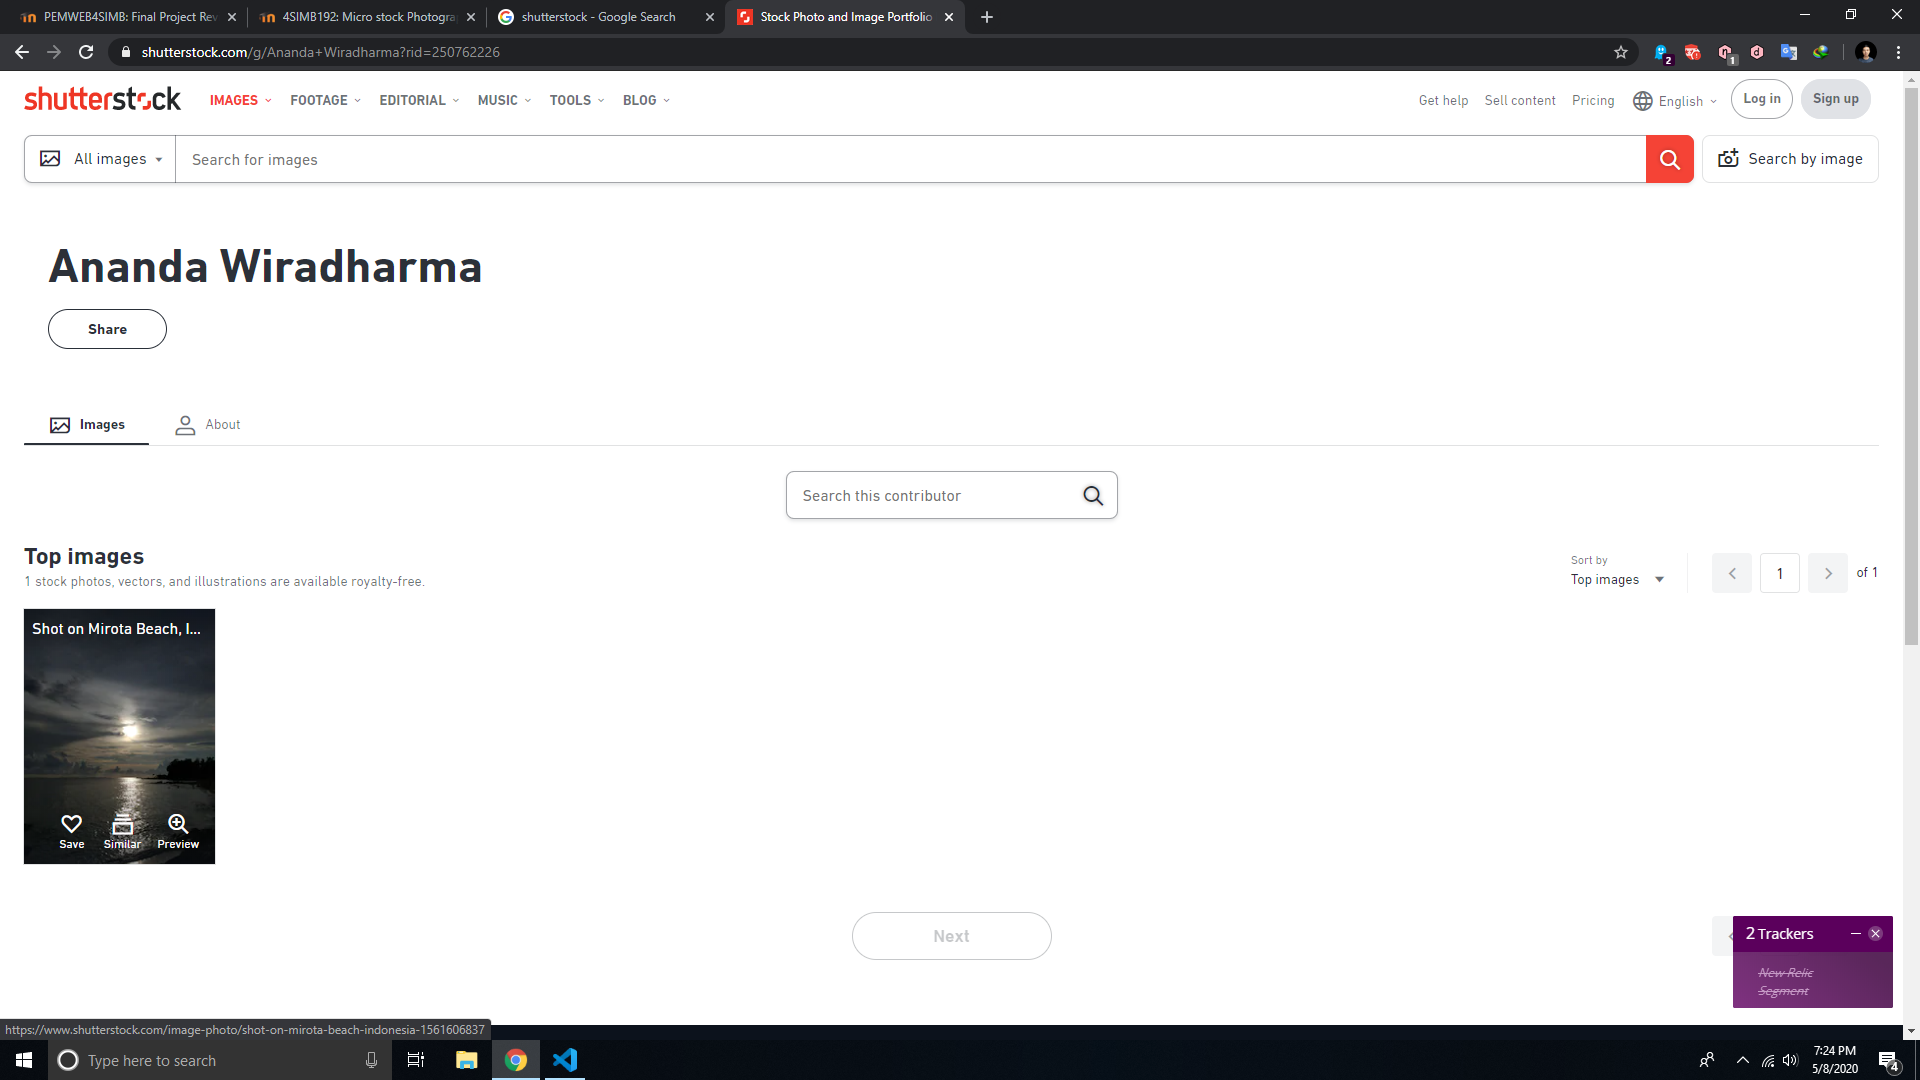 PEMWEB4SIMB: Final Project Rev
4SIMB192: Micro stock Photogra
shutterstock - Google Search
Stock Photo and Image Portfolio
shutterstock.com/g/Ananda+Wiradharma?rid=250762226
2
1
shutterstock
IMAGES
FOOTAGE
EDITORIAL
MUSIC
TOOLS
BLOG
Get help
Sell content
Pricing
English
Log in
Sign up
All images
Search for images
Search by image
Ananda Wiradharma
Share
Images
About
Search this contributor
Top images
1 stock photos, vectors, and illustrations are available royalty-free.
Sort by
Top images
1
of 1
Shot on Mirota Beach, I...
Save
Similar
Preview
Next
2 Trackers
New Relic
Segment
https://www.shutterstock.com/image-photo/shot-on-mirota-beach-indonesia-1561606837
Type here to search
7:24 PM
5/8/2020
4